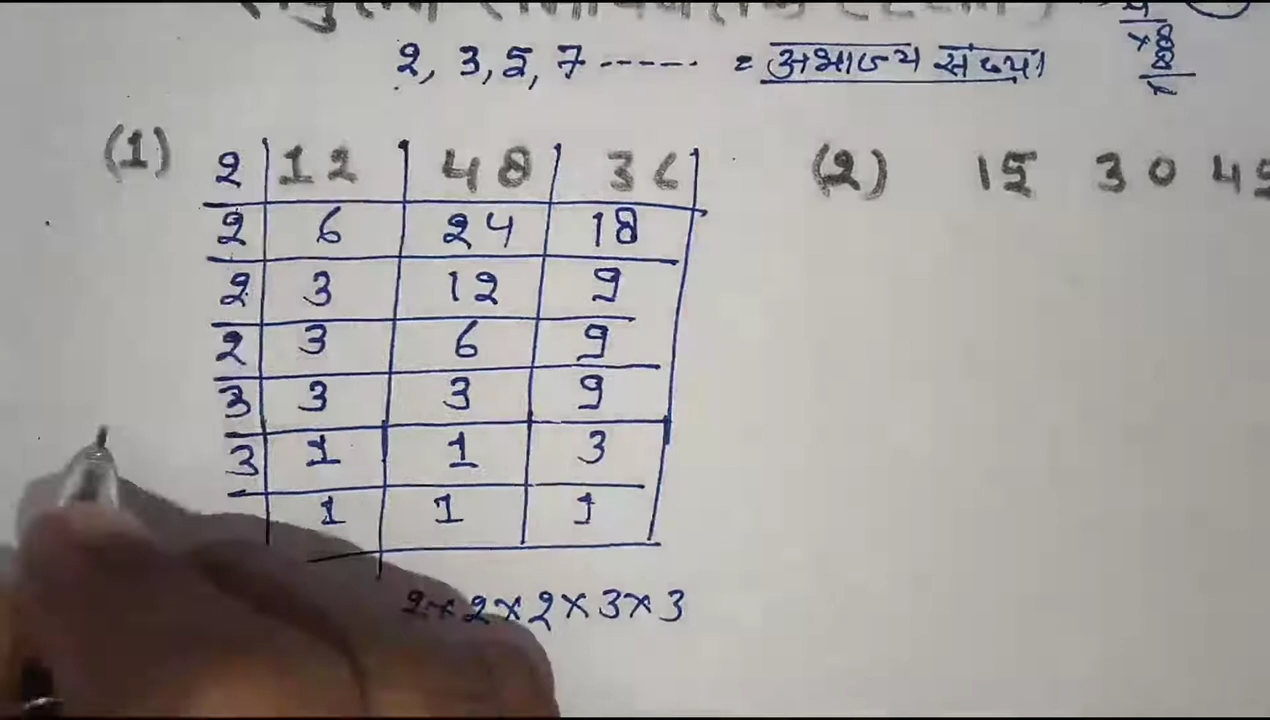 2, 3, 5, 7 ----- = अभाज्य संख्या
(1) 2 12 48 36 (2) 15 30 45
2 6 24 18
2 3 12 9
2 3 6 9
3 3 3 9
3 1 1 3
1 1 1
2×2×2×3×3